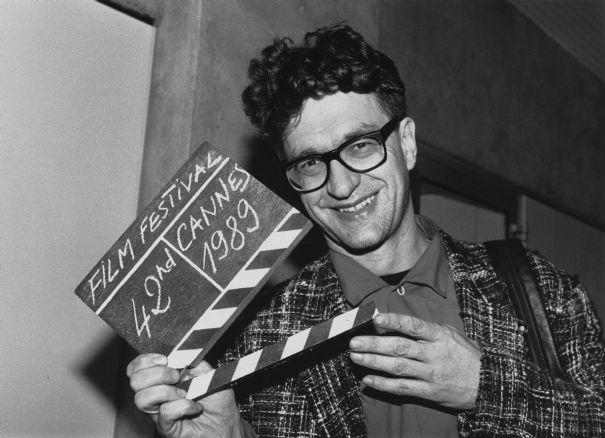 FILM FESTIVAL
42nd CANNES
1989